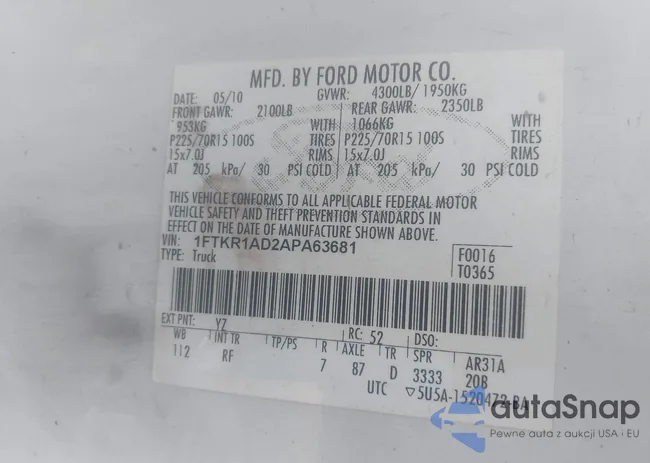 MFD. BY FORD MOTOR CO.
DATE: 05/10 GVWR: 4300LB/ 1950KG
FRONT GAWR: 2100LB REAR GAWR: 2350LB
953KG WITH 1066KG WITH
P225/70R15 100S TIRES P225/70R15 100S TIRES
15x7.0J RIMS 15x7.0J RIMS
AT 205 kPa/ 30 PSI COLD AT 205 kPa/ 30 PSI COLD
THIS VEHICLE CONFORMS TO ALL APPLICABLE FEDERAL MOTOR
VEHICLE SAFETY AND THEFT PREVENTION STANDARDS IN
EFFECT ON THE DATE OF MANUFACTURE SHOWN ABOVE.
VIN: 1FTKR1AD2APA63681 F0016
TYPE: Truck T0365
EXT PNT: YZ RC: 52 DSO:
WB INT TR TP/PS R AXLE TR SPR AR31A
112 RF 7 87 D 3333 20B
UTC ▽5U5A-1520472-BA
autoSnap
Pewne auta z aukcji USA i EU